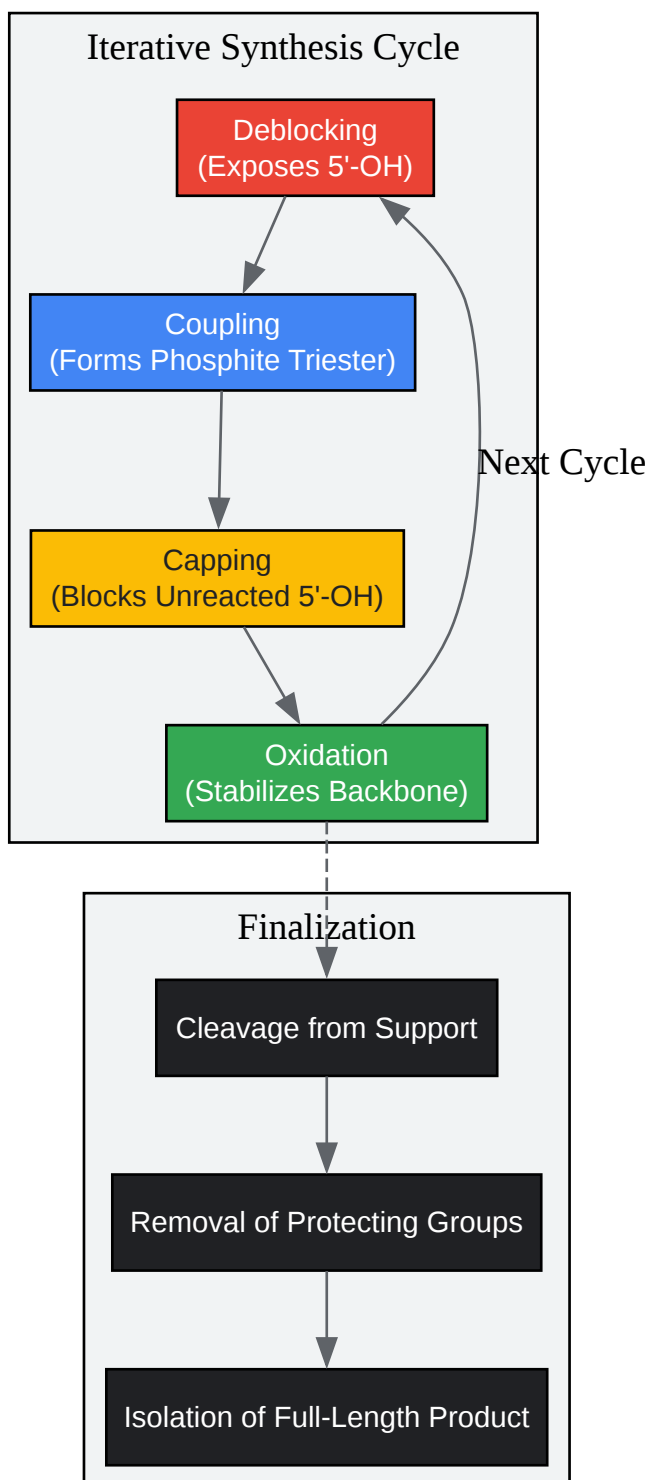 Iterative Synthesis Cycle
Deblocking
(Exposes 5'-OH)
Coupling
(Forms Phosphite Triester)
Next Cycle
Capping
(Blocks Unreacted 5'-OH)
Oxidation
(Stabilizes Backbone)
Finalization
Cleavage from Support
Removal of Protecting Groups
Isolation of Full-Length Product